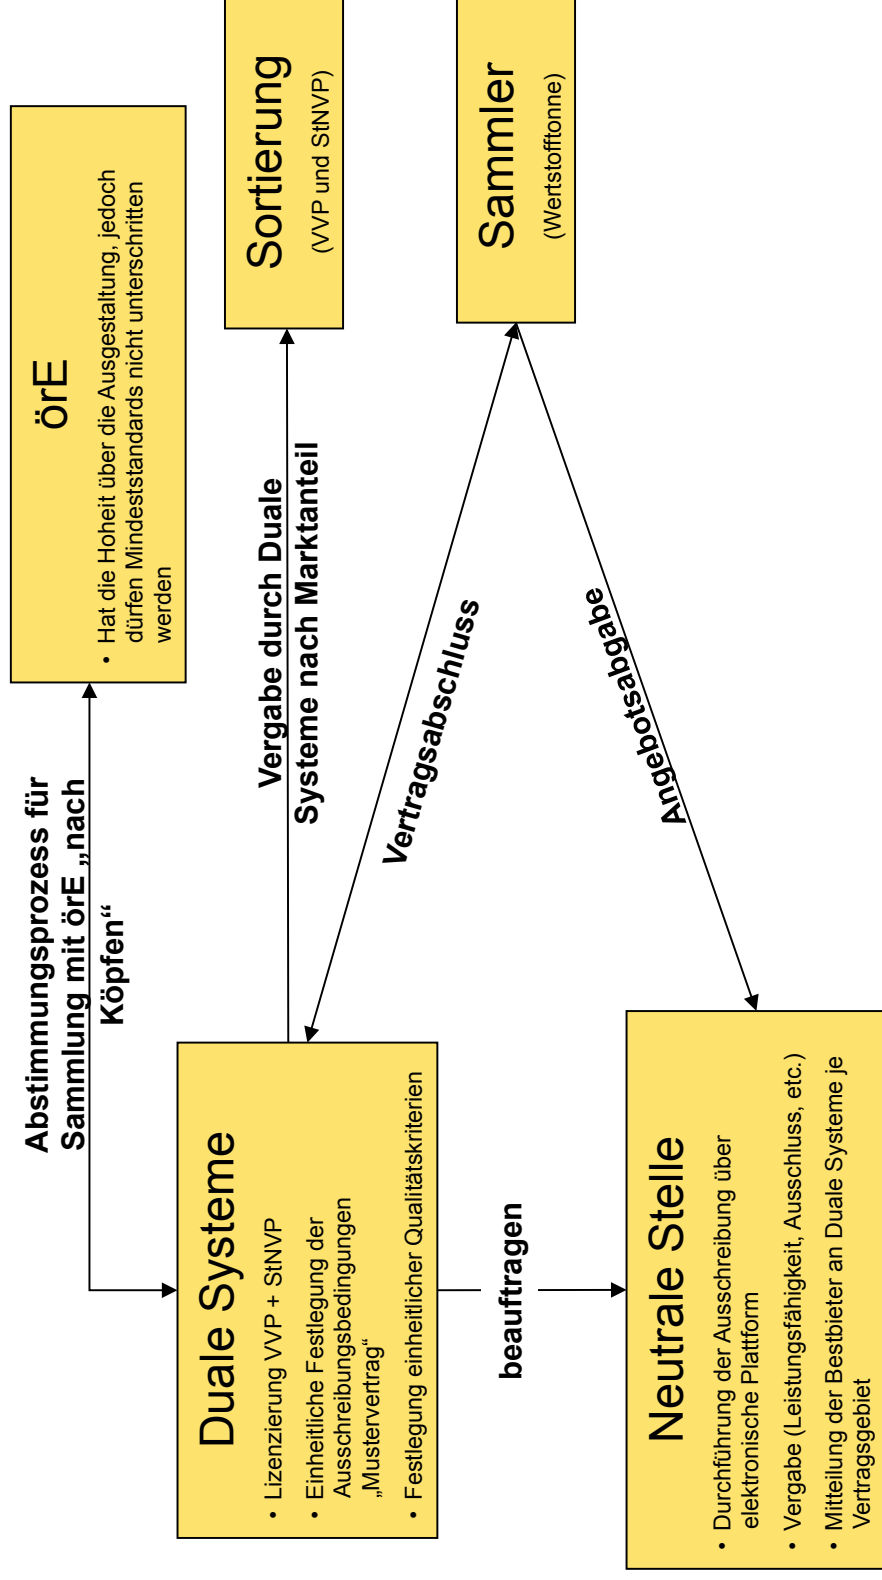 Abstimmungsprozess für
Sammlung mit örE „nach
Köpfen“
örE
• Hat die Hoheit über die Ausgestaltung, jedoch
dürfen Mindeststandards nicht unterschritten
werden
Duale Systeme
• Lizenzierung VVP + StNVP
• Einheitliche Festlegung der
Ausschreibungsbedingungen
„Mustervertrag“
• Festlegung einheitlicher Qualitätskriterien
Vergabe durch Duale
Systeme nach Marktanteil
Sortierung
(VVP und StNVP)
Vertragsabschluss
Sammler
(Wertstofftonne)
beauftragen
Angebotsabgabe
Neutrale Stelle
• Durchführung der Ausschreibung über
elektronische Plattform
• Vergabe (Leistungsfähigkeit, Ausschluss, etc.)
• Mitteilung der Bestbieter an Duale Systeme je
Vertragsgebiet